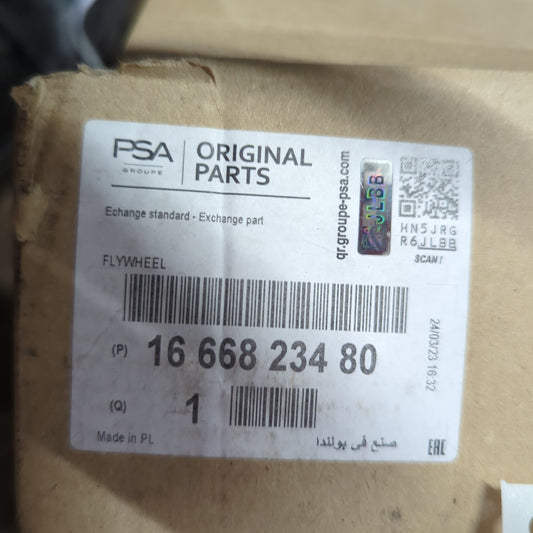 PSA
GROUPE
ORIGINAL
PARTS
qr.groupe-psa.com
JLBB
HN5JRG
R6JLBB
SCAN!
Echange standard - Exchange part
FLYWHEEL
24/03/23 16:32
(P) 16 668 234 80
(Q) 1
Made in PL
صنع في بولندا
EAC